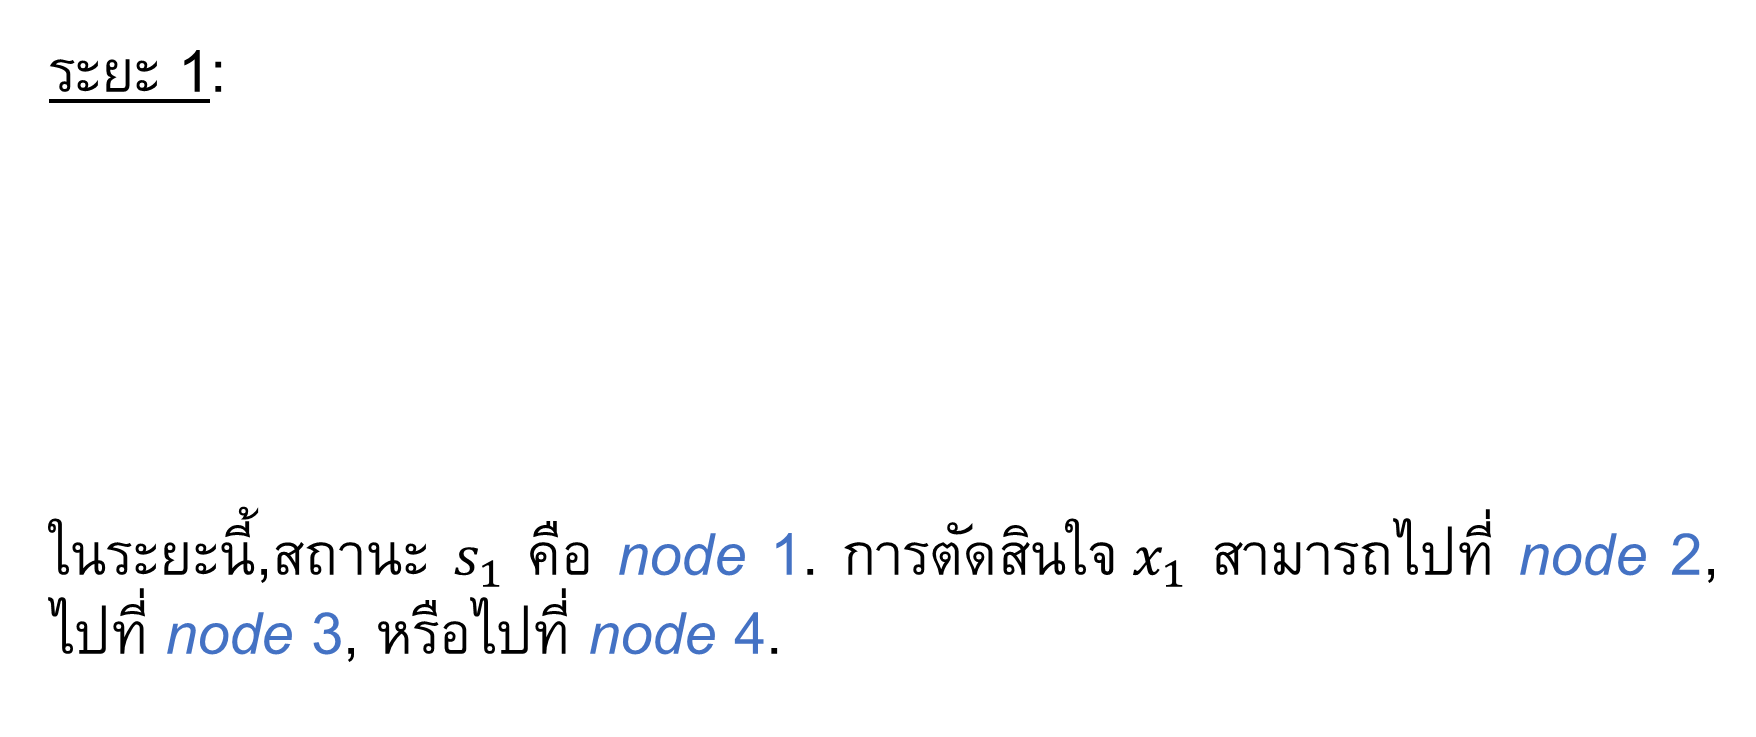 ระยะ 1:
ในระยะนี้,สถานะ s₁ คือ node 1. การตัดสินใจ x₁ สามารถไปที่ node 2,
ไปที่ node 3, หรือไปที่ node 4.